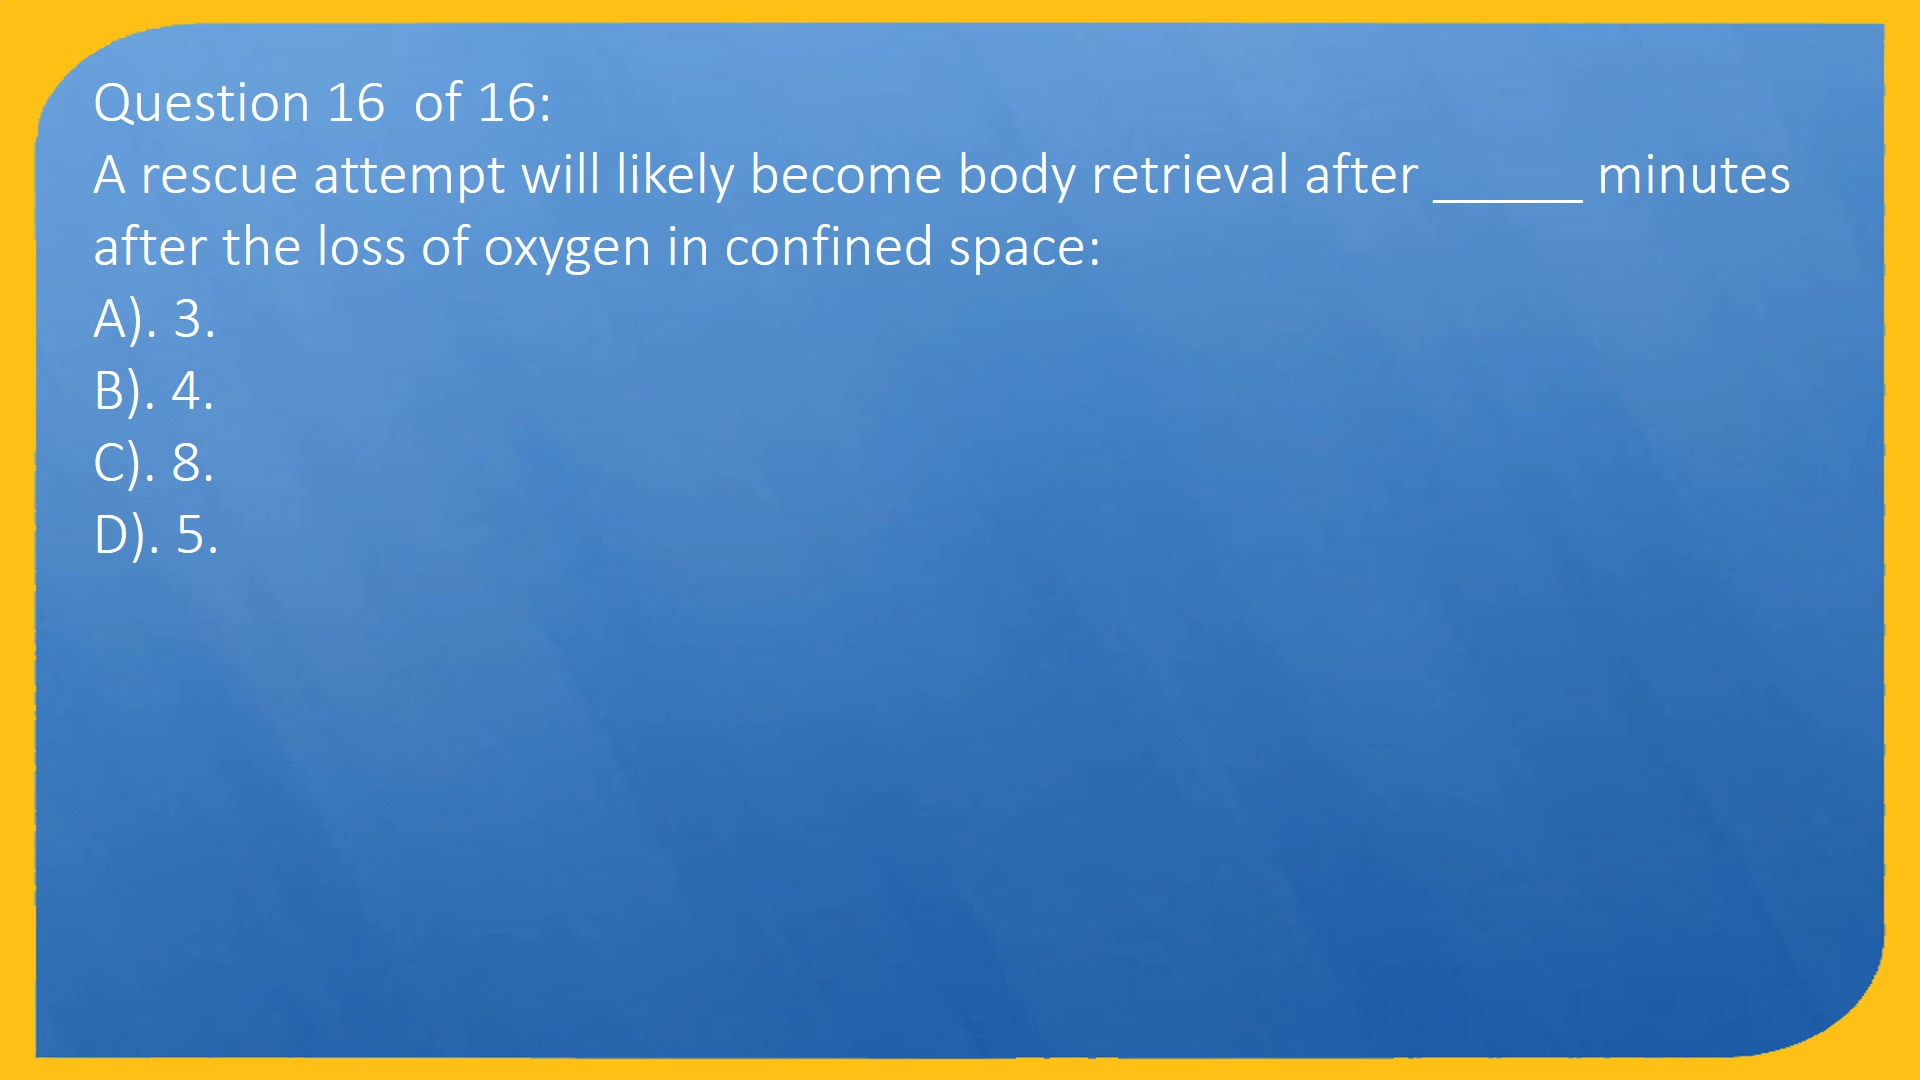 Question 16  of 16:
A rescue attempt will likely become body retrieval after ______ minutes
after the loss of oxygen in confined space:
A). 3.
B). 4.
C). 8.
D). 5.